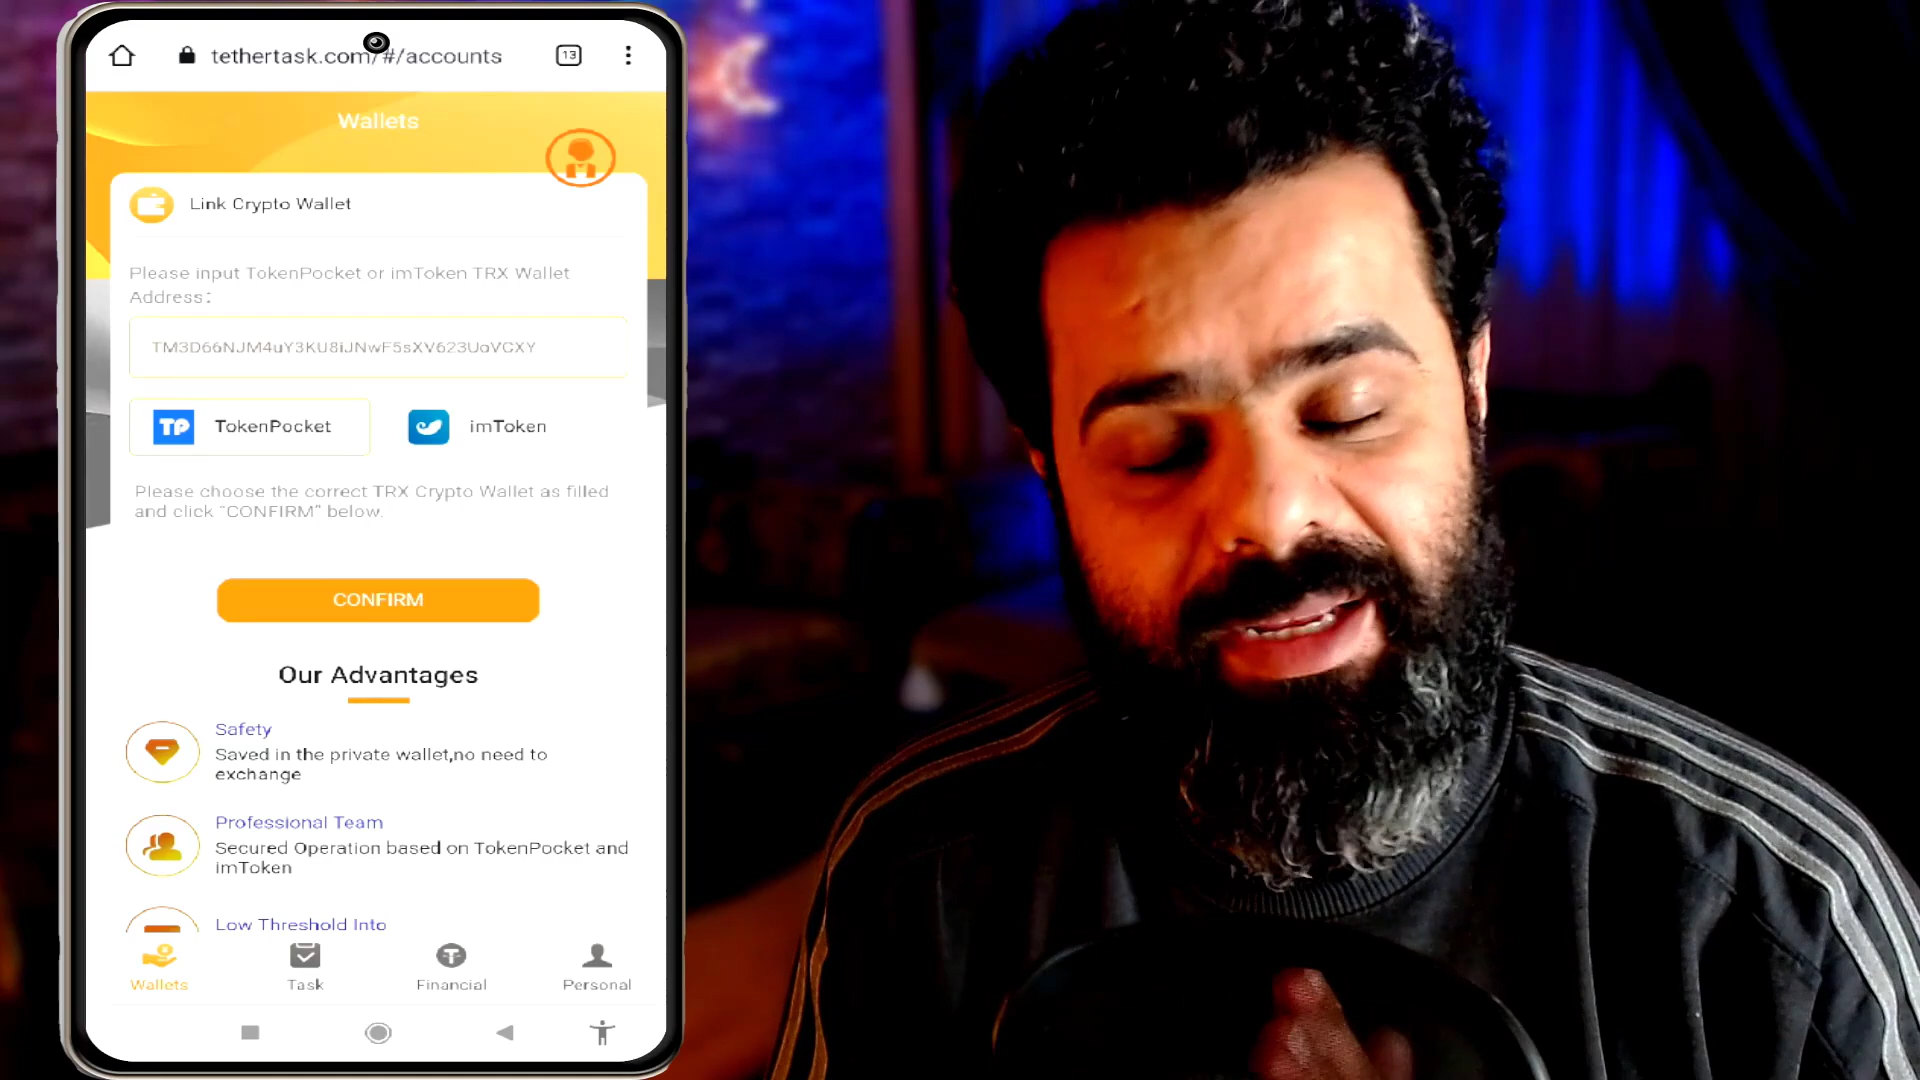 tethertask.com/#/accounts
13
Wallets
Link Crypto Wallet
Please input TokenPocket or imToken TRX Wallet
Address:
TM3D66NJM4uY3KU8iJNwF5sXV623UoVCXY
TP TokenPocket
imToken
Please choose the correct TRX Crypto Wallet as filled
and click “CONFIRM” below.
CONFIRM
Our Advantages
Safety
Saved in the private wallet,no need to
exchange
Professional Team
Secured Operation based on TokenPocket and
imToken
Low Threshold Into
Wallets
Task
Financial
Personal